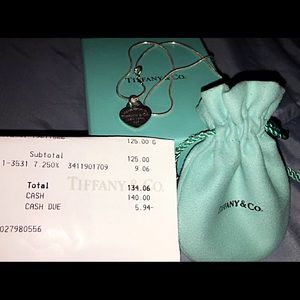 TIFFANY & CO.
125.00 G
Subtotal 125.00
1-3531 7.250% 3411901709 9.06
Total 134.06
TIFFANY & CO.
CASH 140.00
CASH DUE 5.94-
027980556
TIFFANY & CO.